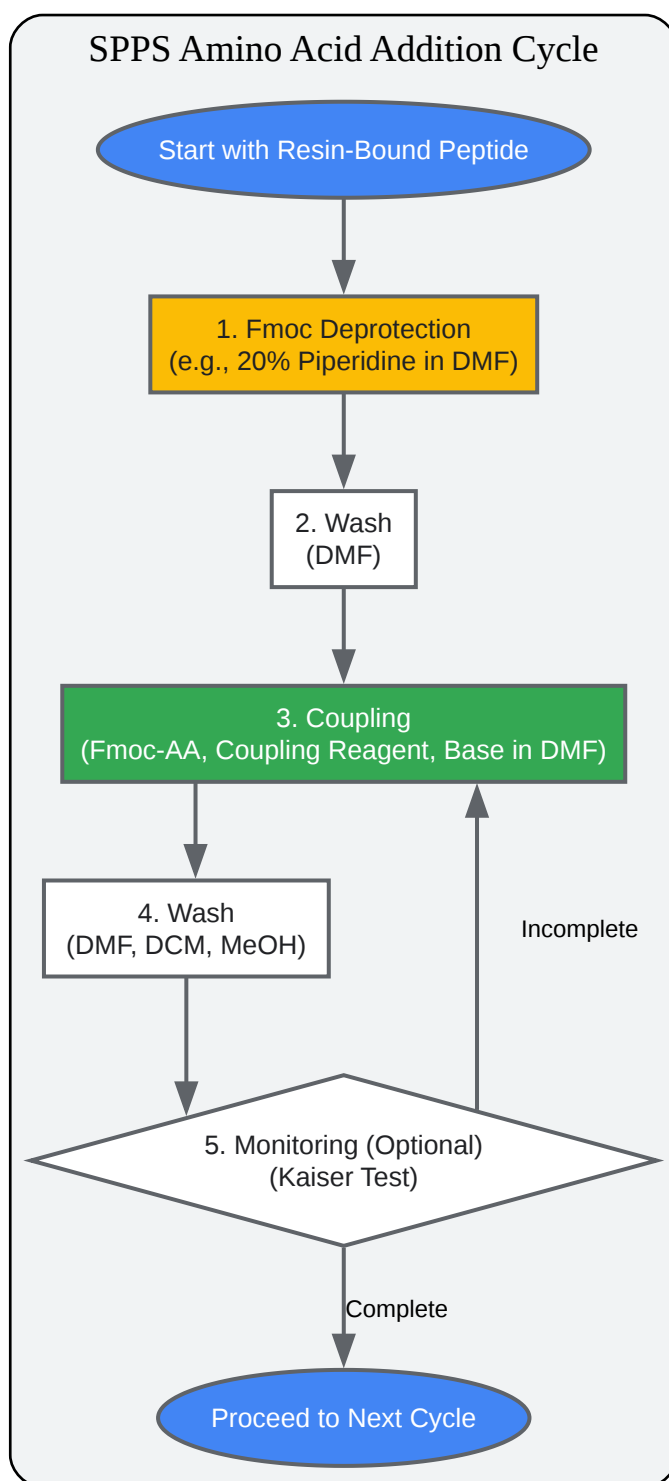 SPPS Amino Acid Addition Cycle
Start with Resin-Bound Peptide
1. Fmoc Deprotection
(e.g., 20% Piperidine in DMF)
2. Wash
(DMF)
3. Coupling
(Fmoc-AA, Coupling Reagent, Base in DMF)
4. Wash
(DMF, DCM, MeOH)
Incomplete
5. Monitoring (Optional)
(Kaiser Test)
Complete
Proceed to Next Cycle